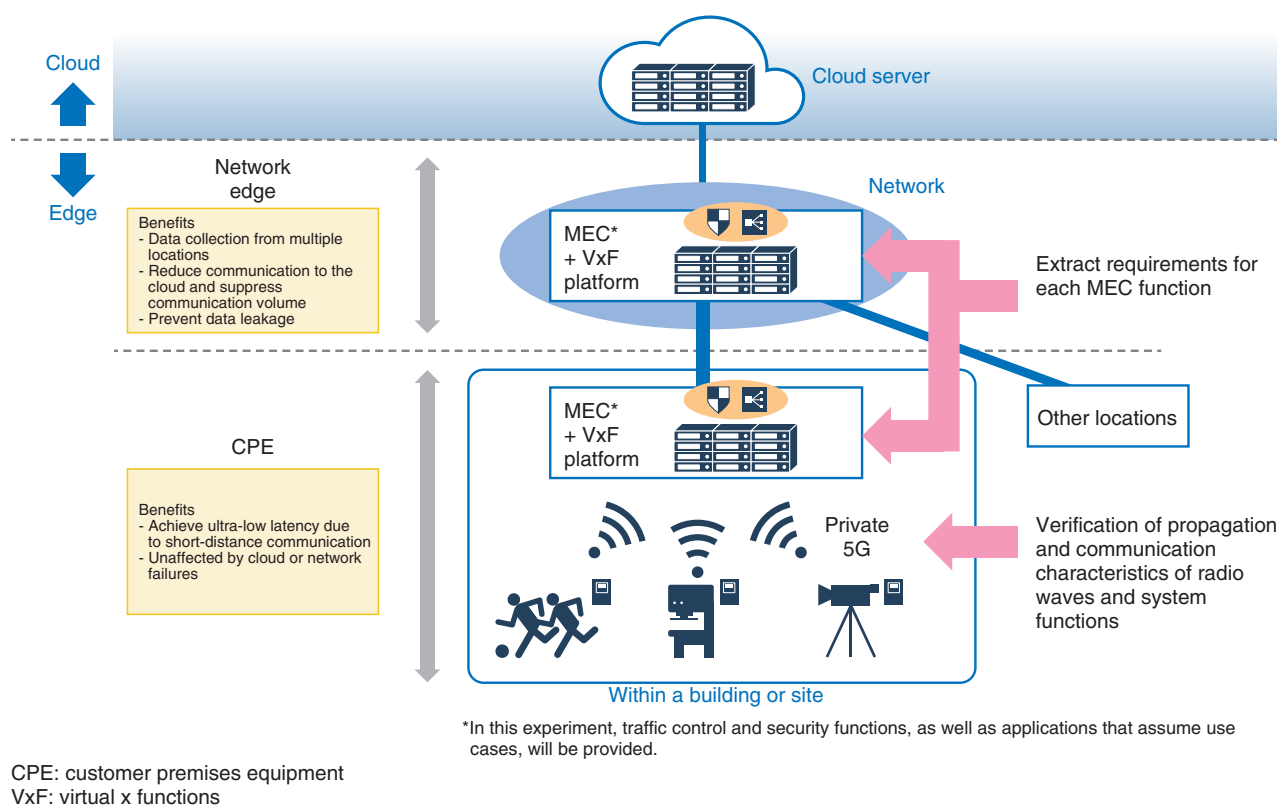 Cloud
Edge
Cloud server
Network
edge
Benefits
- Data collection from multiple
locations
- Reduce communication to the
cloud and suppress
communication volume
- Prevent data leakage
Network
MEC*
+ VxF
platform
Extract requirements for
each MEC function
CPE
Benefits
- Achieve ultra-low latency due
to short-distance communication
- Unaffected by cloud or network
failures
MEC*
+ VxF
platform
Other locations
Private
5G
Verification of propagation
and communication
characteristics of radio
waves and system
functions
Within a building or site
*In this experiment, traffic control and security functions, as well as applications that assume use
cases, will be provided.
CPE: customer premises equipment
VxF: virtual x functions